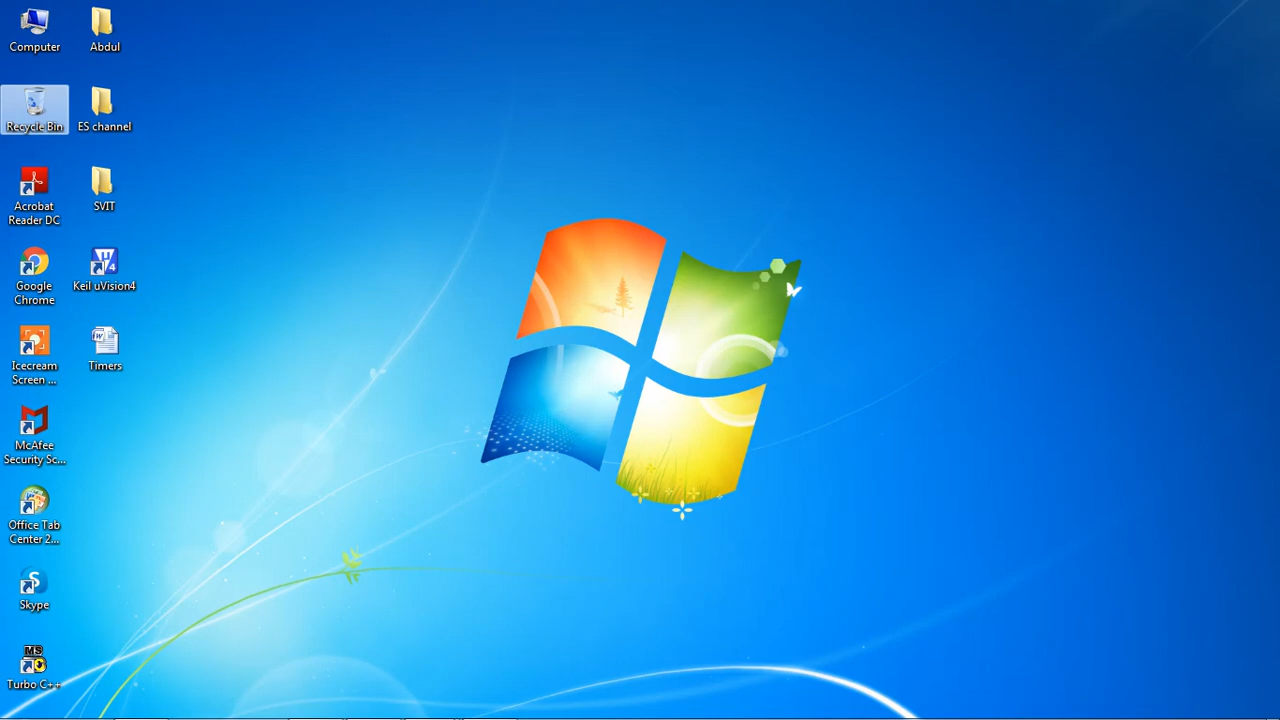 Computer
Abdul
Recycle Bin
ES channel
Acrobat
Reader DC
SVIT
Google
Chrome
Keil uVision4
Icecream
Screen ...
Timers
McAfee
Security Sc...
Office Tab
Center 2...
Skype
MS
Turbo C++